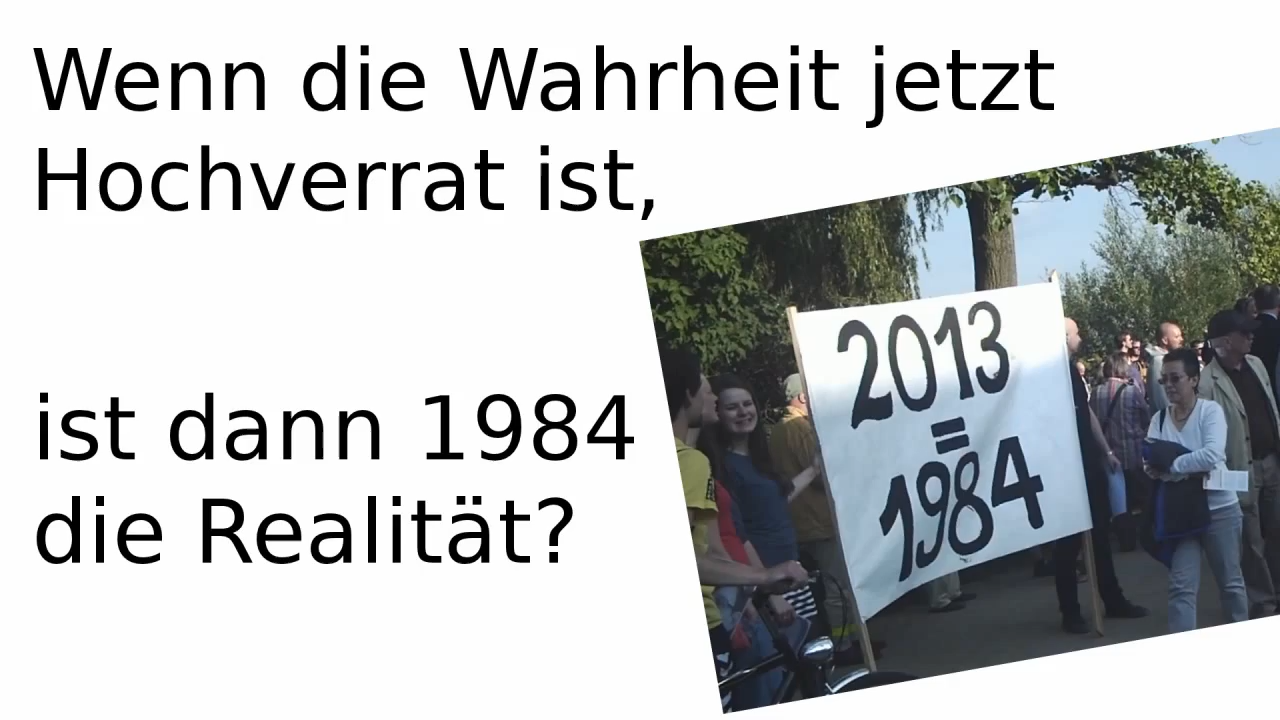 Wenn die Wahrheit jetzt
Hochverrat ist,
ist dann 1984
die Realität?
2013
=
1984